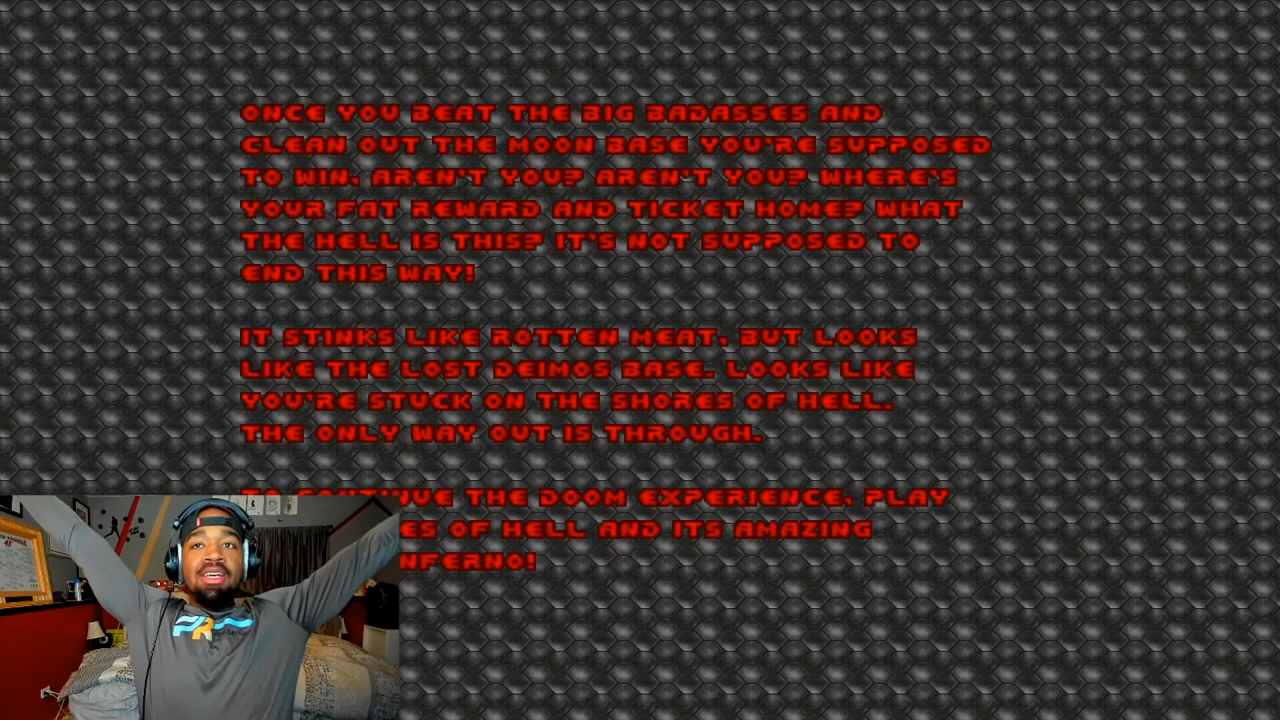 ONCE YOU BEAT THE BIG BADASSES AND
CLEAN OUT THE MOON BASE YOU'RE SUPPOSED
TO WIN, AREN'T YOU? AREN'T YOU? WHERE'S
YOUR FAT REWARD AND TICKET HOME? WHAT
THE HELL IS THIS? IT'S NOT SUPPOSED TO
END THIS WAY!
IT STINKS LIKE ROTTEN MEAT, BUT LOOKS
LIKE THE LOST DEIMOS BASE. LOOKS LIKE
YOU'RE STUCK ON THE SHORES OF HELL.
THE ONLY WAY OUT IS THROUGH.
TO CONTINUE THE DOOM EXPERIENCE, PLAY
ES OF HELL AND ITS AMAZING
NFERNO!
PR